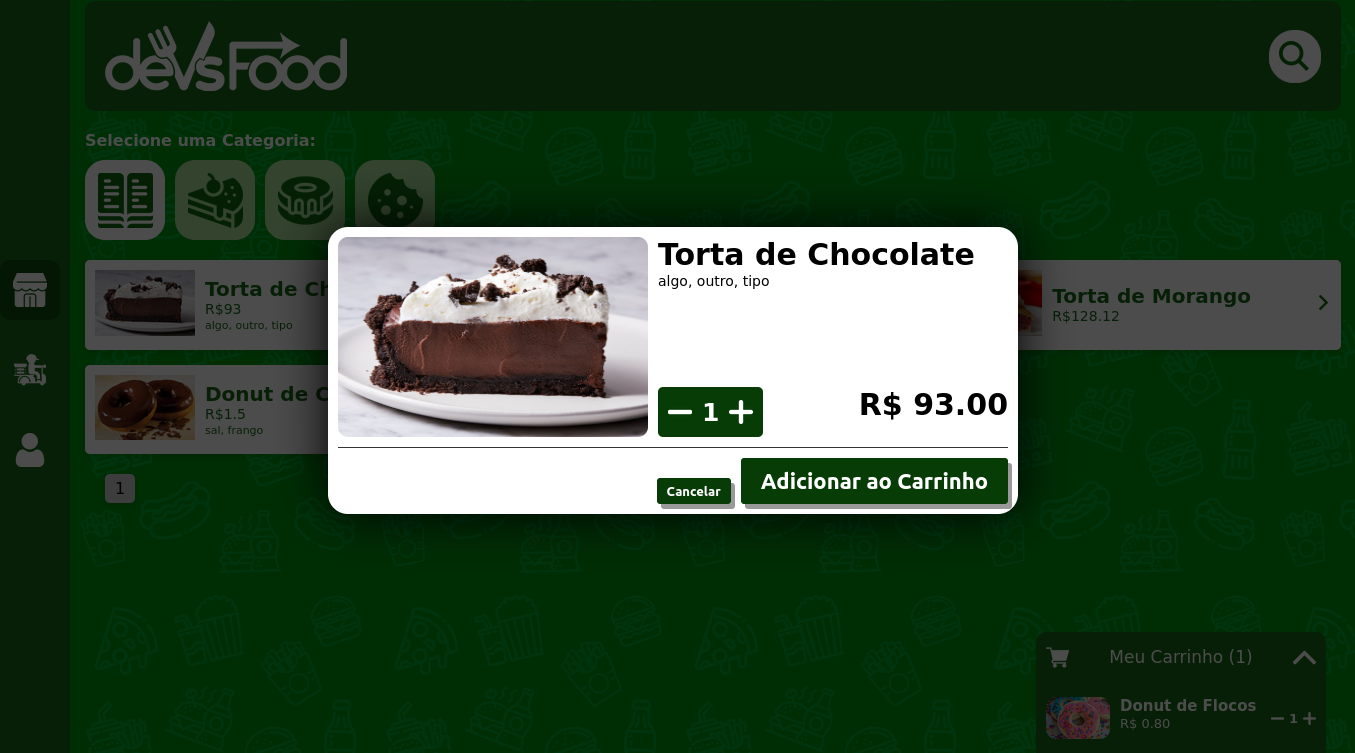 devsFood
Selecione uma Categoria:
Torta de Ch
R$93
algo, outro, tipo
Torta de Morango
R$128.12
Donut de C
R$1.5
sal, frango
1
Torta de Chocolate
algo, outro, tipo
1
R$ 93.00
Cancelar
Adicionar ao Carrinho
Meu Carrinho (1)
Donut de Flocos
R$ 0.80
1